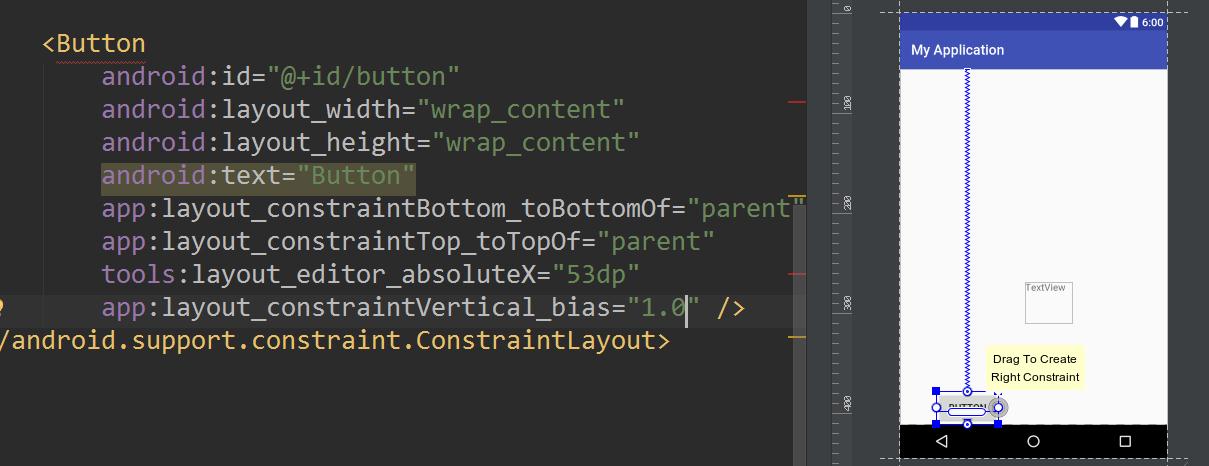 <Button
android:id="@+id/button"
android:layout_width="wrap_content"
android:layout_height="wrap_content"
android:text="Button"
app:layout_constraintBottom_toBottomOf="parent"
app:layout_constraintTop_toTopOf="parent"
tools:layout_editor_absoluteX="53dp"
app:layout_constraintVertical_bias="1.0" />
/android.support.constraint.ConstraintLayout>
0
100
200
300
400
6:00
My Application
TextView
Drag To Create
Right Constraint
BUTTON